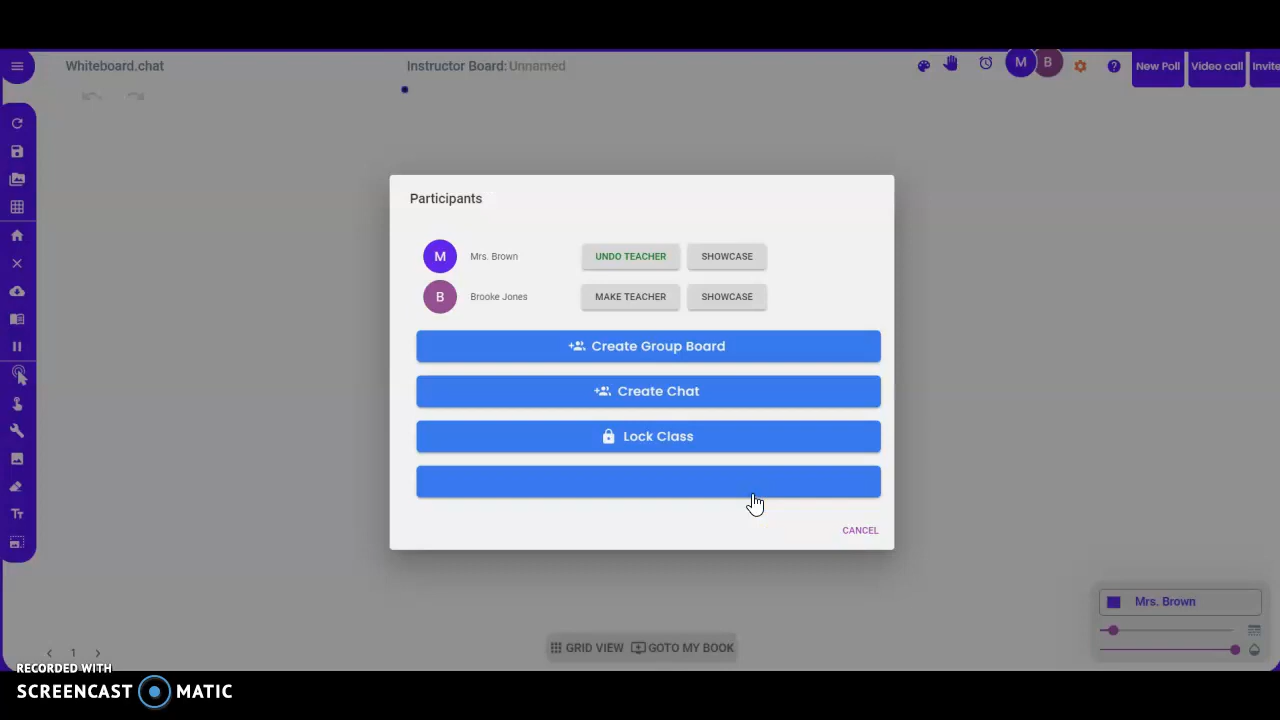 Whiteboard.chat
Instructor Board: Unnamed
M
B
New Poll
Video call
Invite
Participants
M Mrs. Brown UNDO TEACHER SHOWCASE
B Brooke Jones MAKE TEACHER SHOWCASE
Create Group Board
Create Chat
Lock Class
CANCEL
Tt
Mrs. Brown
GRID VIEW GOTO MY BOOK
1
RECORDED WITH
SCREENCAST MATIC